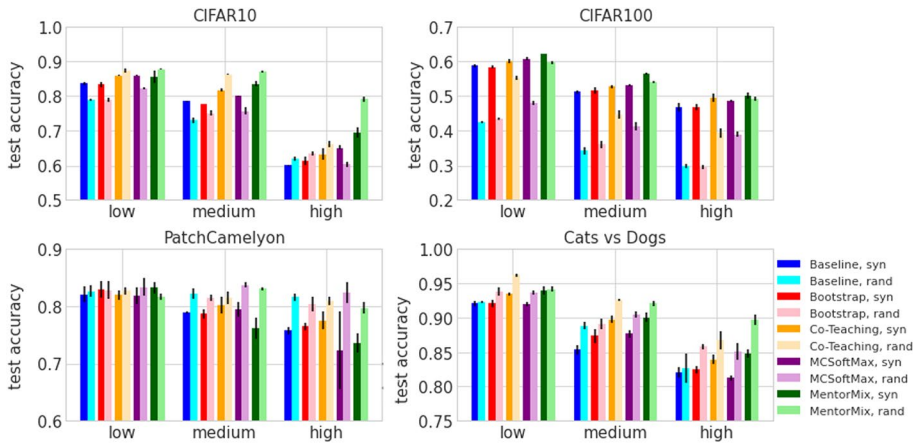 CIFAR10
test accuracy
1.0
0.9
0.8
0.7
0.6
0.5
low medium high
CIFAR100
test accuracy
0.7
0.6
0.5
0.4
0.3
0.2
low medium high
PatchCamelyon
test accuracy
0.9
0.8
0.7
0.6
low medium high
Cats vs Dogs
test accuracy
1.00
0.95
0.90
0.85
0.80
0.75
low medium high
Baseline, syn
Baseline, rand
Bootstrap, syn
Bootstrap, rand
Co-Teaching, syn
Co-Teaching, rand
MCSoftMax, syn
MCSoftMax, rand
MentorMix, syn
MentorMix, rand